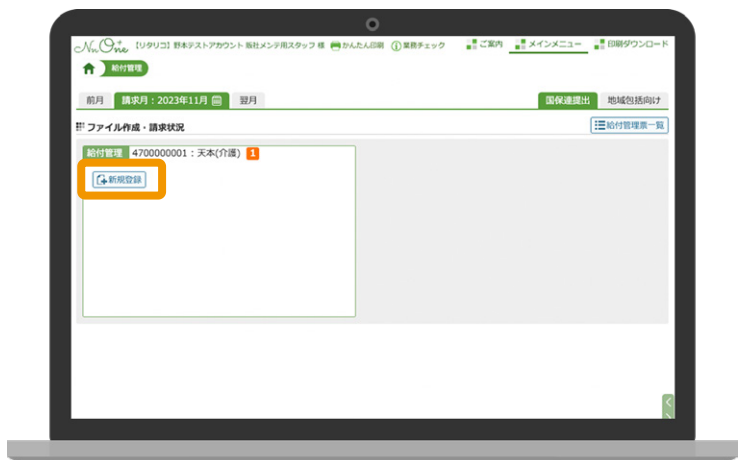 NuOne 【リタリコ】野本テストアカウント 販社メンテ用スタッフ 様 かんたん印刷 業務チェック ご案内 メインメニュー 印刷ダウンロード
給付管理
前月 請求月：2023年11月 翌月 国保連提出 地域包括向け
ファイル作成・請求状況 給付管理票一覧
給付管理 4700000001：天本(介護) 1
新規登録